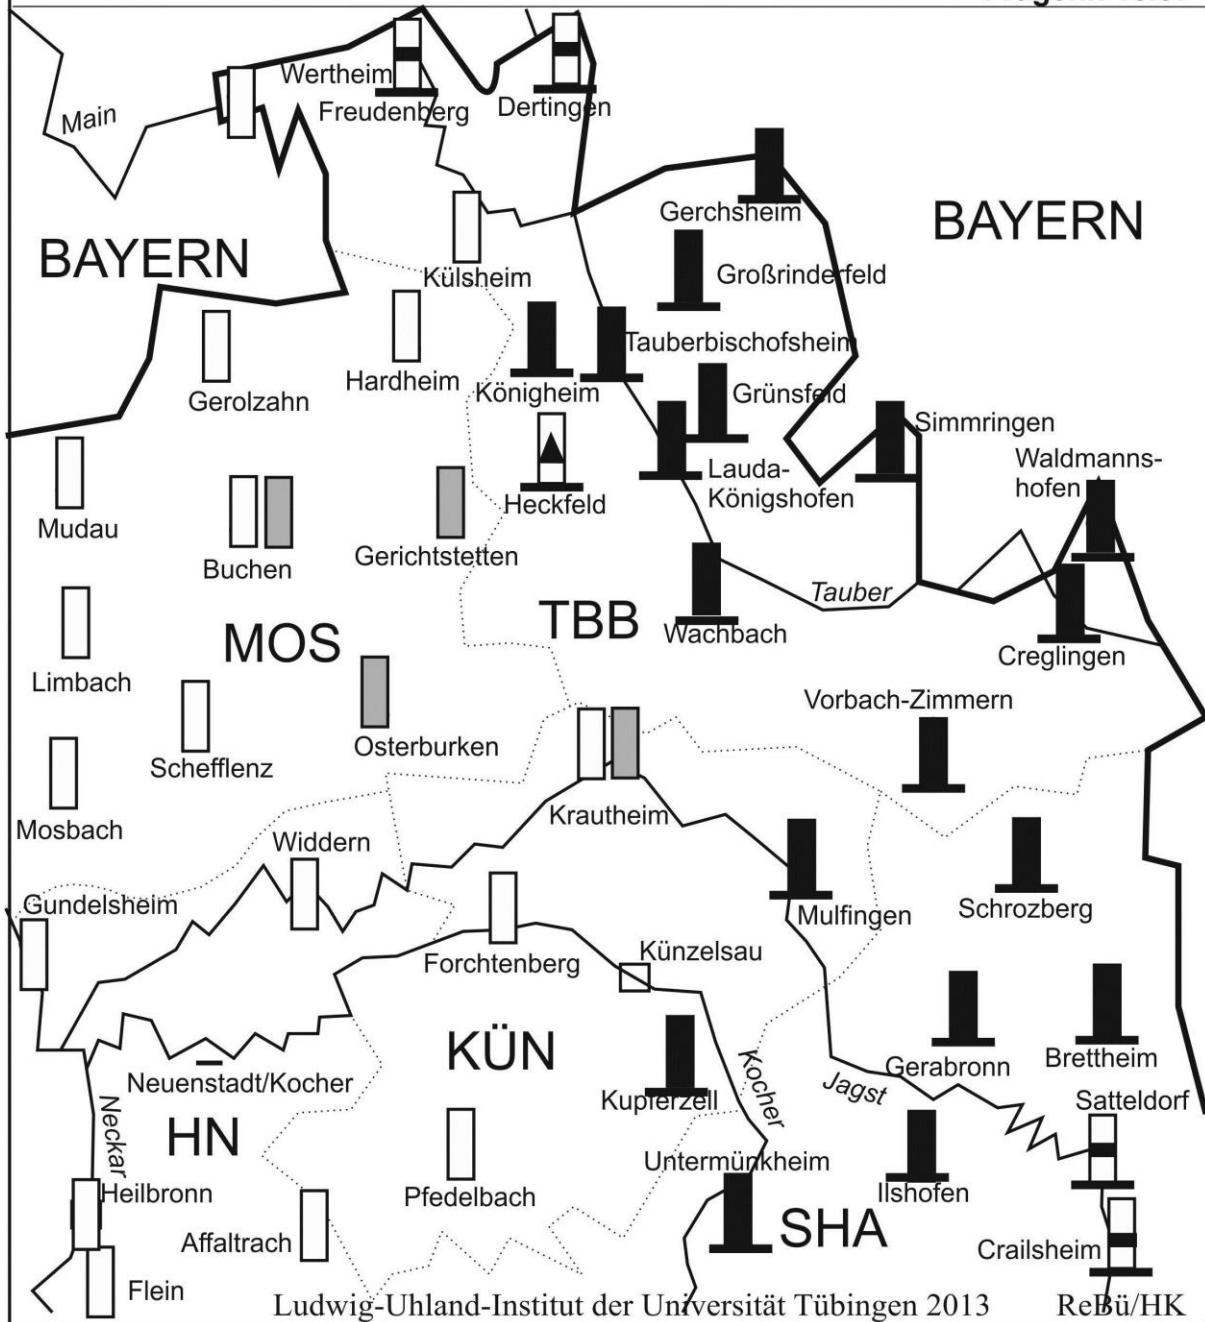 Wertheim
Freudenberg
Dertingen
Main
Gerchsheim
BAYERN
BAYERN
Külsheim
Großrinderfeld
Tauberbischofsheim
Hardheim
Königheim
Grünsfeld
Gerolzahn
Simmringen
Lauda-
Königshofen
Waldmanns-
hofen
Heckfeld
Mudau
Buchen
Gerichtstetten
Tauber
TBB
Wachbach
MOS
Creglingen
Limbach
Vorbach-Zimmern
Osterburken
Schefflenz
Krautheim
Mosbach
Widdern
Gundelsheim
Mulfingen
Schrozberg
Künzelsau
Forchtenberg
KÜN
Gerabronn
Brettheim
Neuenstadt/Kocher
Kocher
Jagst
Kupferzell
Satteldorf
Neckar
HN
Untermünkheim
Heilbronn
Pfedelbach
Ilshofen
SHA
Affaltrach
Crailsheim
Flein
Ludwig-Uhland-Institut der Universität Tübingen 2013
ReBü/HK